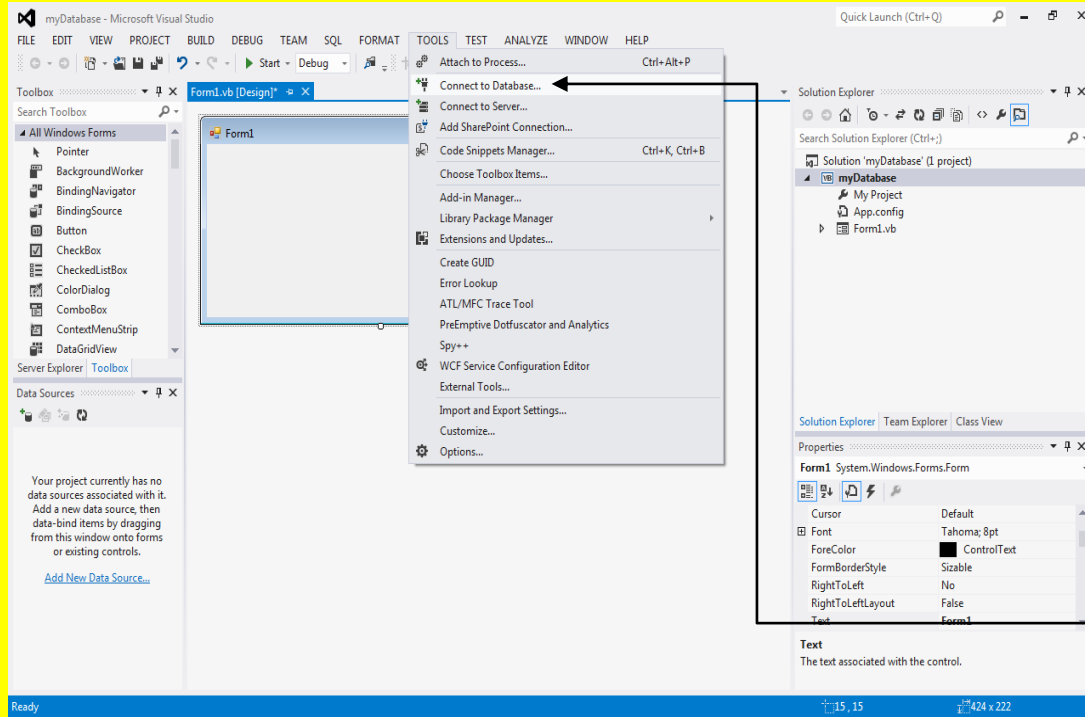 myDatabase - Microsoft Visual Studio
Quick Launch (Ctrl+Q)
FILE EDIT VIEW PROJECT BUILD DEBUG TEAM SQL FORMAT TOOLS TEST ANALYZE WINDOW HELP
Start Debug
Toolbox
Search Toolbox
All Windows Forms
Pointer
BackgroundWorker
BindingNavigator
BindingSource
Button
CheckBox
CheckedListBox
ColorDialog
ComboBox
ContextMenuStrip
DataGridView
Server Explorer Toolbox
Data Sources
Your project currently has no
data sources associated with it.
Add a new data source, then
data-bind items by dragging
from this window onto forms
or existing controls.
Add New Data Source...
Form1.vb [Design]*
Form1
Attach to Process... Ctrl+Alt+P
Connect to Database...
Connect to Server...
Add SharePoint Connection...
Code Snippets Manager... Ctrl+K, Ctrl+B
Choose Toolbox Items...
Add-in Manager...
Library Package Manager
Extensions and Updates...
Create GUID
Error Lookup
ATL/MFC Trace Tool
PreEmptive Dotfuscator and Analytics
Spy++
WCF Service Configuration Editor
External Tools...
Import and Export Settings...
Customize...
Options...
Solution Explorer
Search Solution Explorer (Ctrl+;)
Solution 'myDatabase' (1 project)
VB myDatabase
My Project
App.config
Form1.vb
Solution Explorer Team Explorer Class View
Properties
Form1 System.Windows.Forms.Form
Cursor Default
Font Tahoma; 8pt
ForeColor ControlText
FormBorderStyle Sizable
RightToLeft No
RightToLeftLayout False
Text Form1
Text
The text associated with the control.
Ready
15 , 15
424 x 222